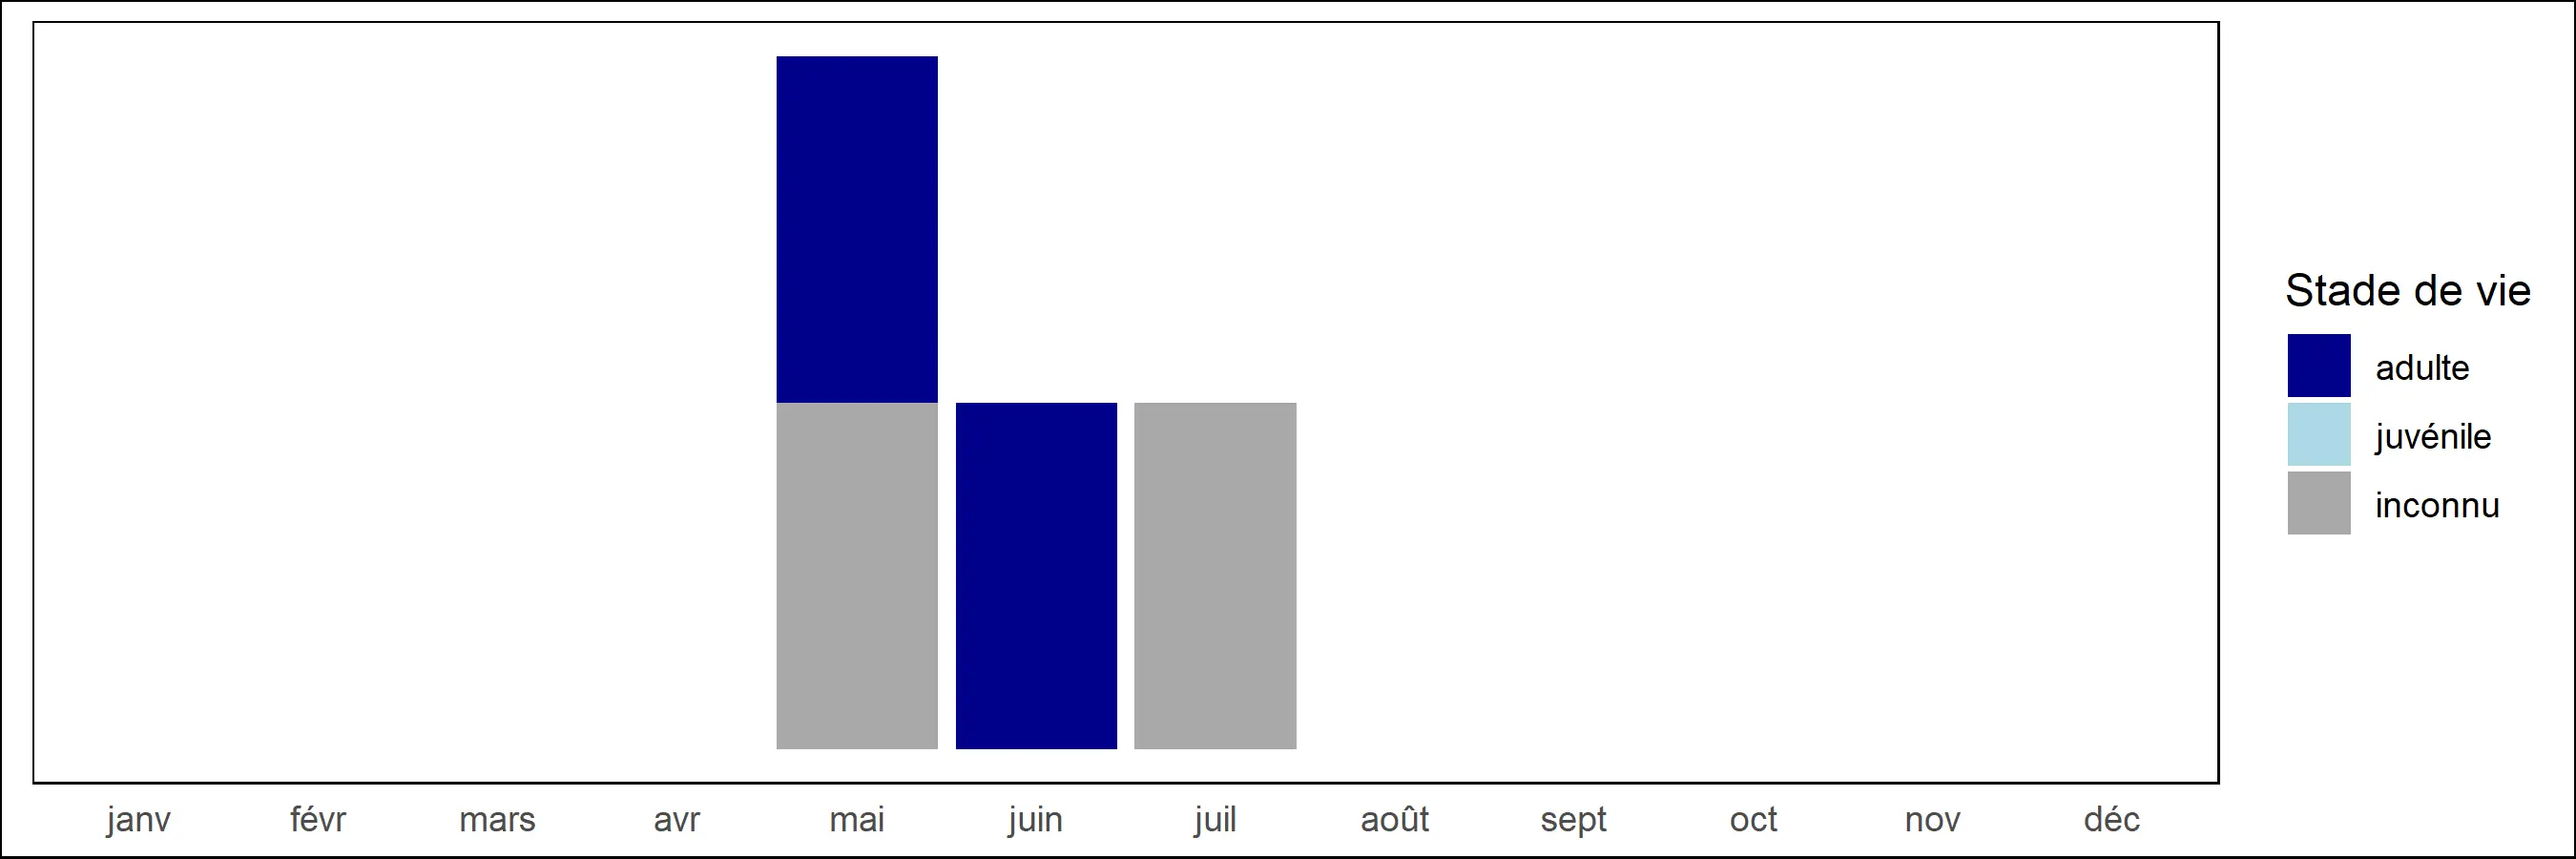 Stade de vie
adulte
juvénile
inconnu
janv févr mars avr mai juin juil août sept oct nov déc